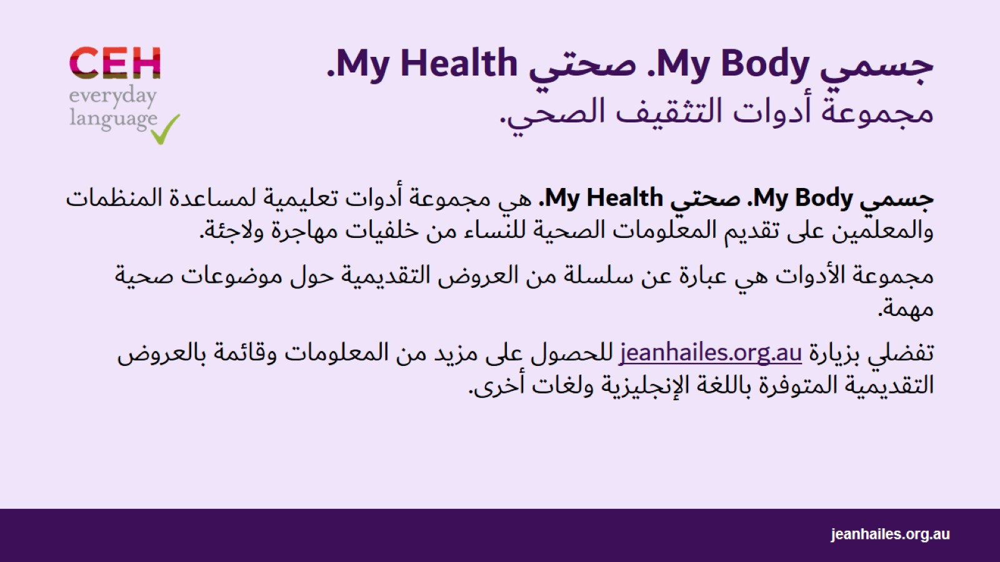 جسمي My Body. صحتي My Health.
مجموعة أدوات التثقيف الصحي.
CEH
everyday
language
جسمي My Body. صحتي My Health. هي مجموعة أدوات تعليمية لمساعدة المنظمات
والمعلمين على تقديم المعلومات الصحية للنساء من خلفيات مهاجرة ولاجئة.
مجموعة الأدوات هي عبارة عن سلسلة من العروض التقديمية حول موضوعات صحية
مهمة.
تفضلي بزيارة jeanhailes.org.au للحصول على مزيد من المعلومات وقائمة بالعروض
التقديمية المتوفرة باللغة الإنجليزية ولغات أخرى.
jeanhailes.org.au